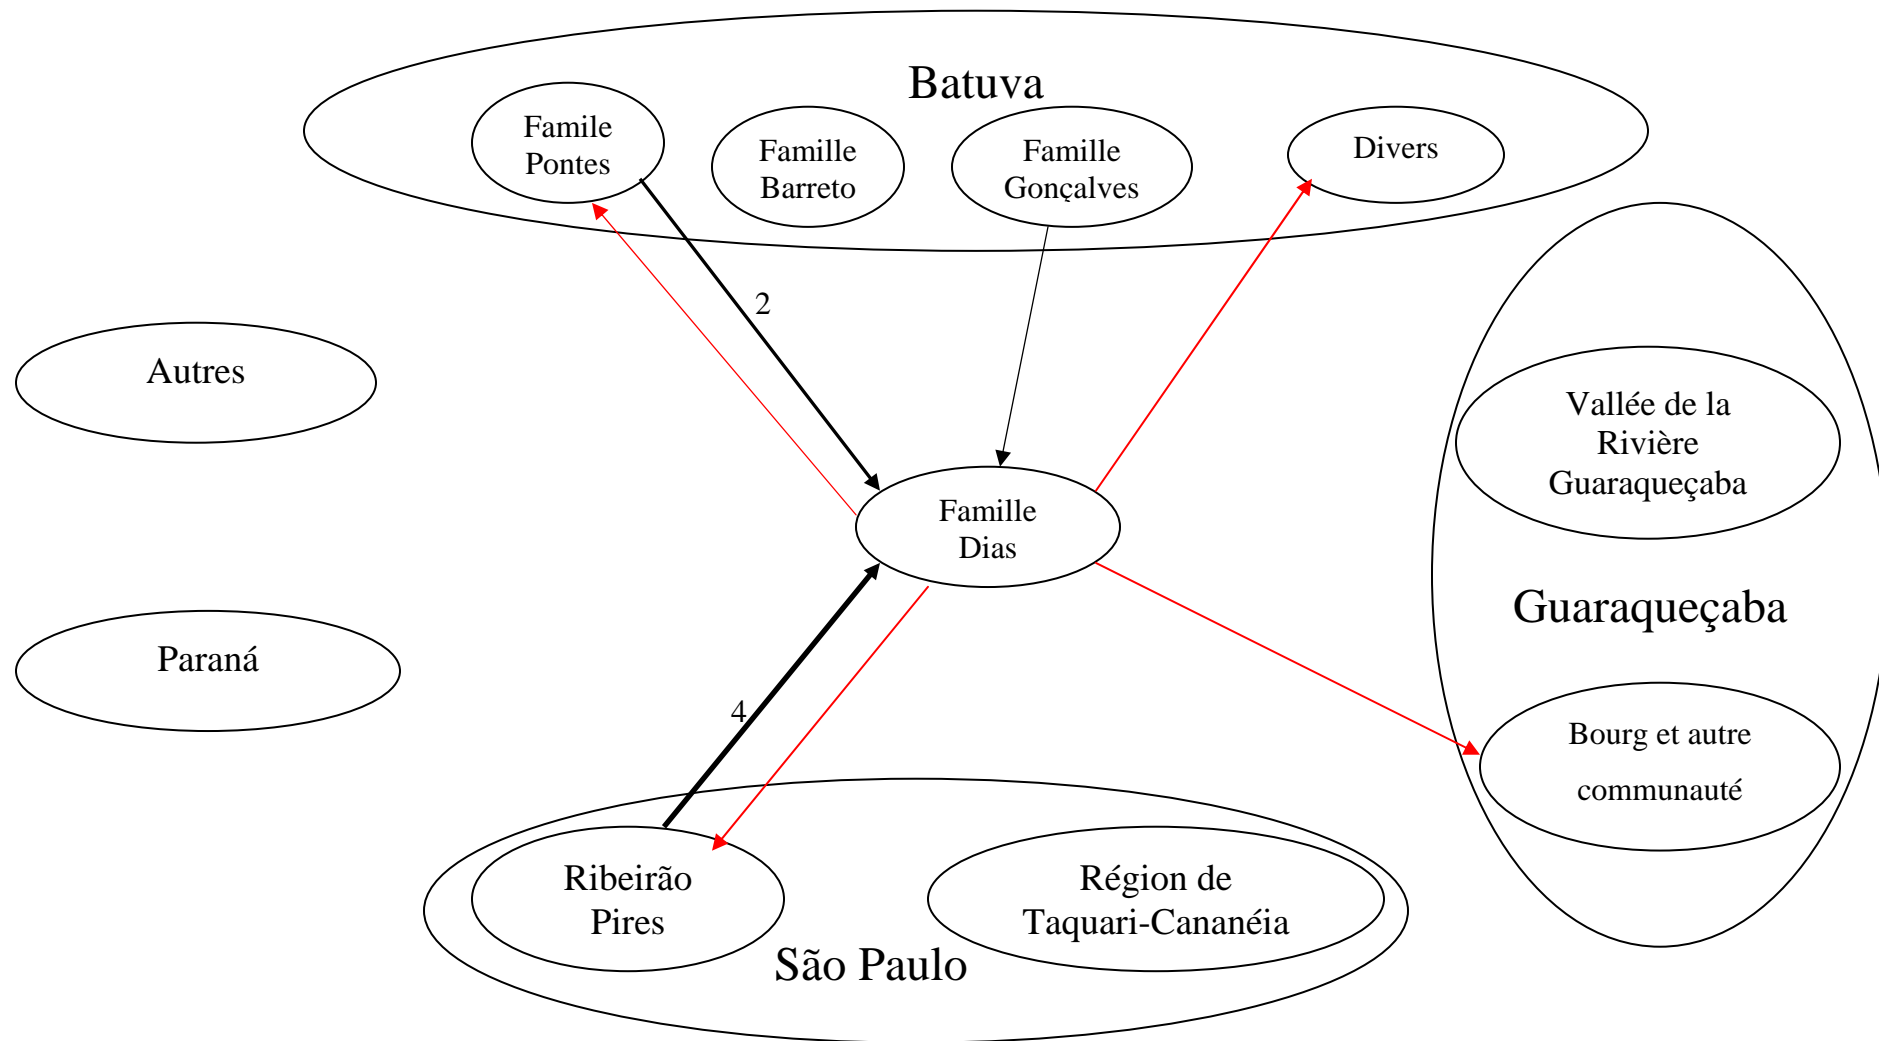 Batuva
Famile
Pontes
Famille
Barreto
Famille
Gonçalves
Divers
2
Autres
Vallée de la
Rivière
Guaraqueçaba
Famille
Dias
Guaraqueçaba
Paraná
4
Bourg et autre
communauté
Ribeirão
Pires
Région de
Taquari-Cananéia
São Paulo